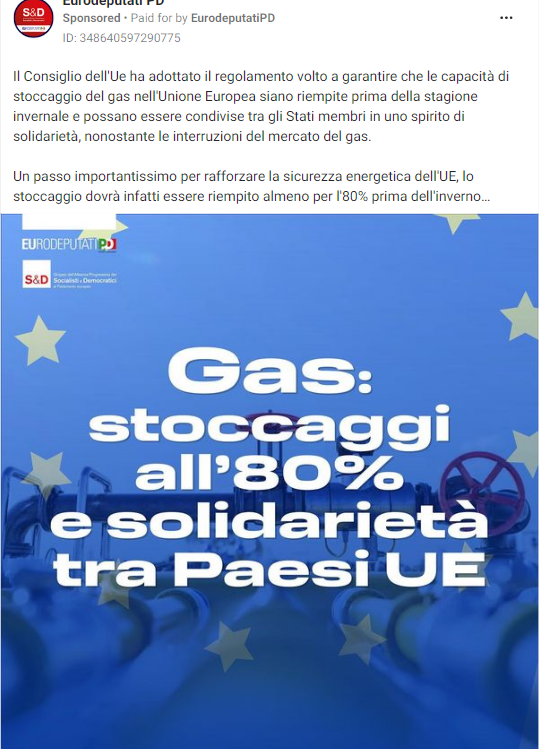 Eurodeputati PD
Sponsored • Paid for by EurodeputatiPD
ID: 348640597290775
S&D
Il Consiglio dell'Ue ha adottato il regolamento volto a garantire che le capacità di
stoccaggio del gas nell'Unione Europea siano riempite prima della stagione
invernale e possano essere condivise tra gli Stati membri in uno spirito di
solidarietà, nonostante le interruzioni del mercato del gas.
Un passo importantissimo per rafforzare la sicurezza energetica dell'UE, lo
stoccaggio dovrà infatti essere riempito almeno per l'80% prima dell'inverno...
EURODEPUTATI PD
S&D
Socialisti e Democratici
Gas:
stoccaggi
all'80%
e solidarietà
tra Paesi UE